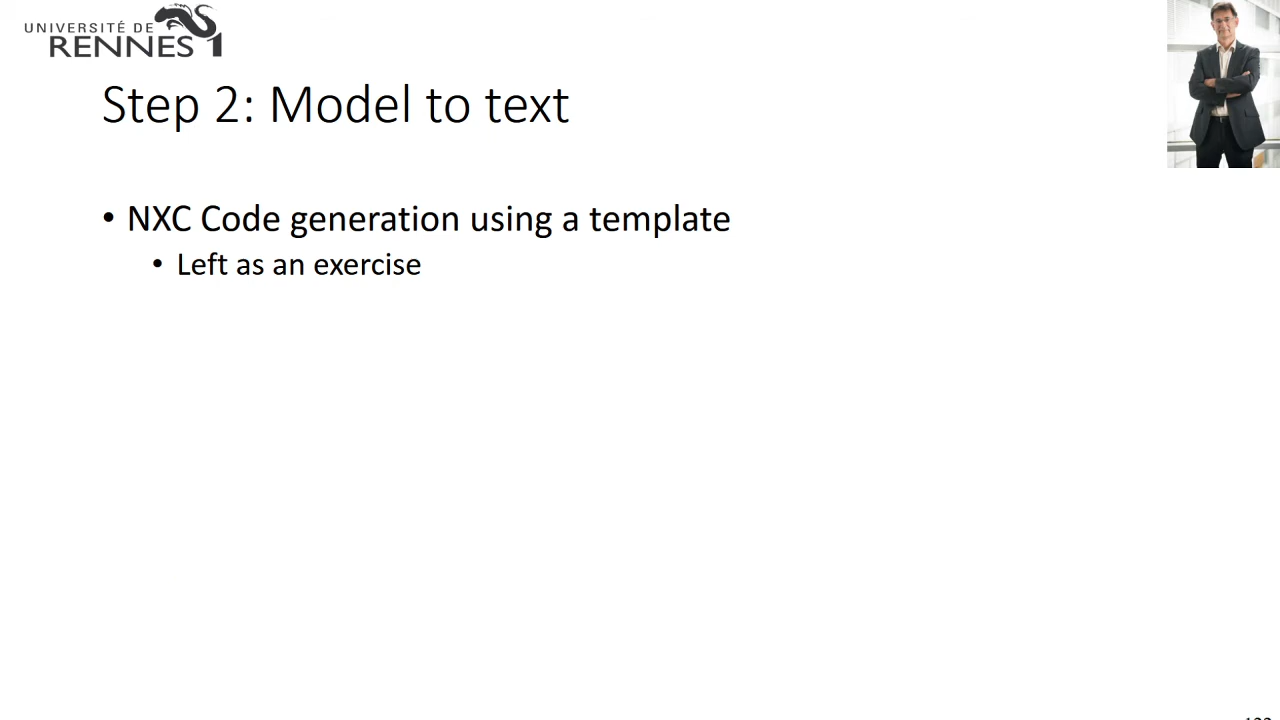 UNIVERSITÉ DE
RENNES 1
Step 2: Model to text
• NXC Code generation using a template
• Left as an exercise